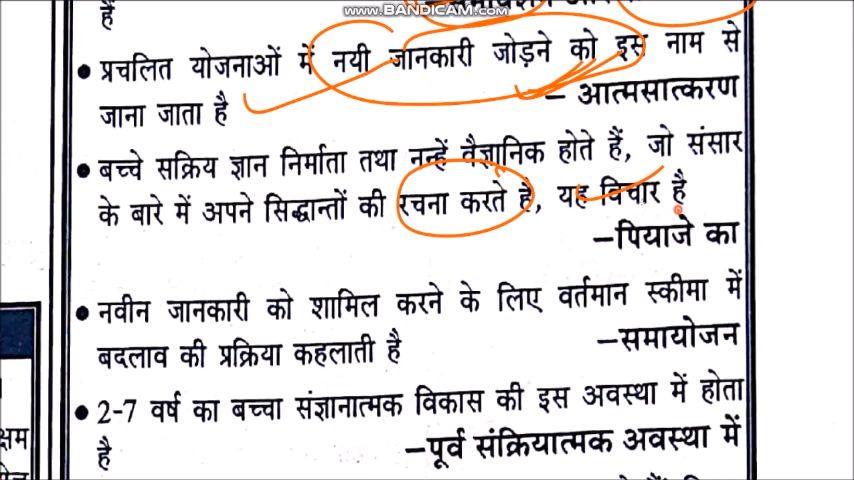 www.BANDICAM.com
है
● प्रचलित योजनाओं में नयी जानकारी जोड़ने को इस नाम से
जाना जाता है – आत्मसात्करण
● बच्चे सक्रिय ज्ञान निर्माता तथा नन्हें वैज्ञानिक होते हैं, जो संसार
के बारे में अपने सिद्धान्तों की रचना करते है, यह विचार है
–पियाजे का
● नवीन जानकारी को शामिल करने के लिए वर्तमान स्कीमा में
बदलाव की प्रक्रिया कहलाती है –समायोजन
● 2-7 वर्ष का बच्चा संज्ञानात्मक विकास की इस अवस्था में होता
है –पूर्व संक्रियात्मक अवस्था में
क्षम